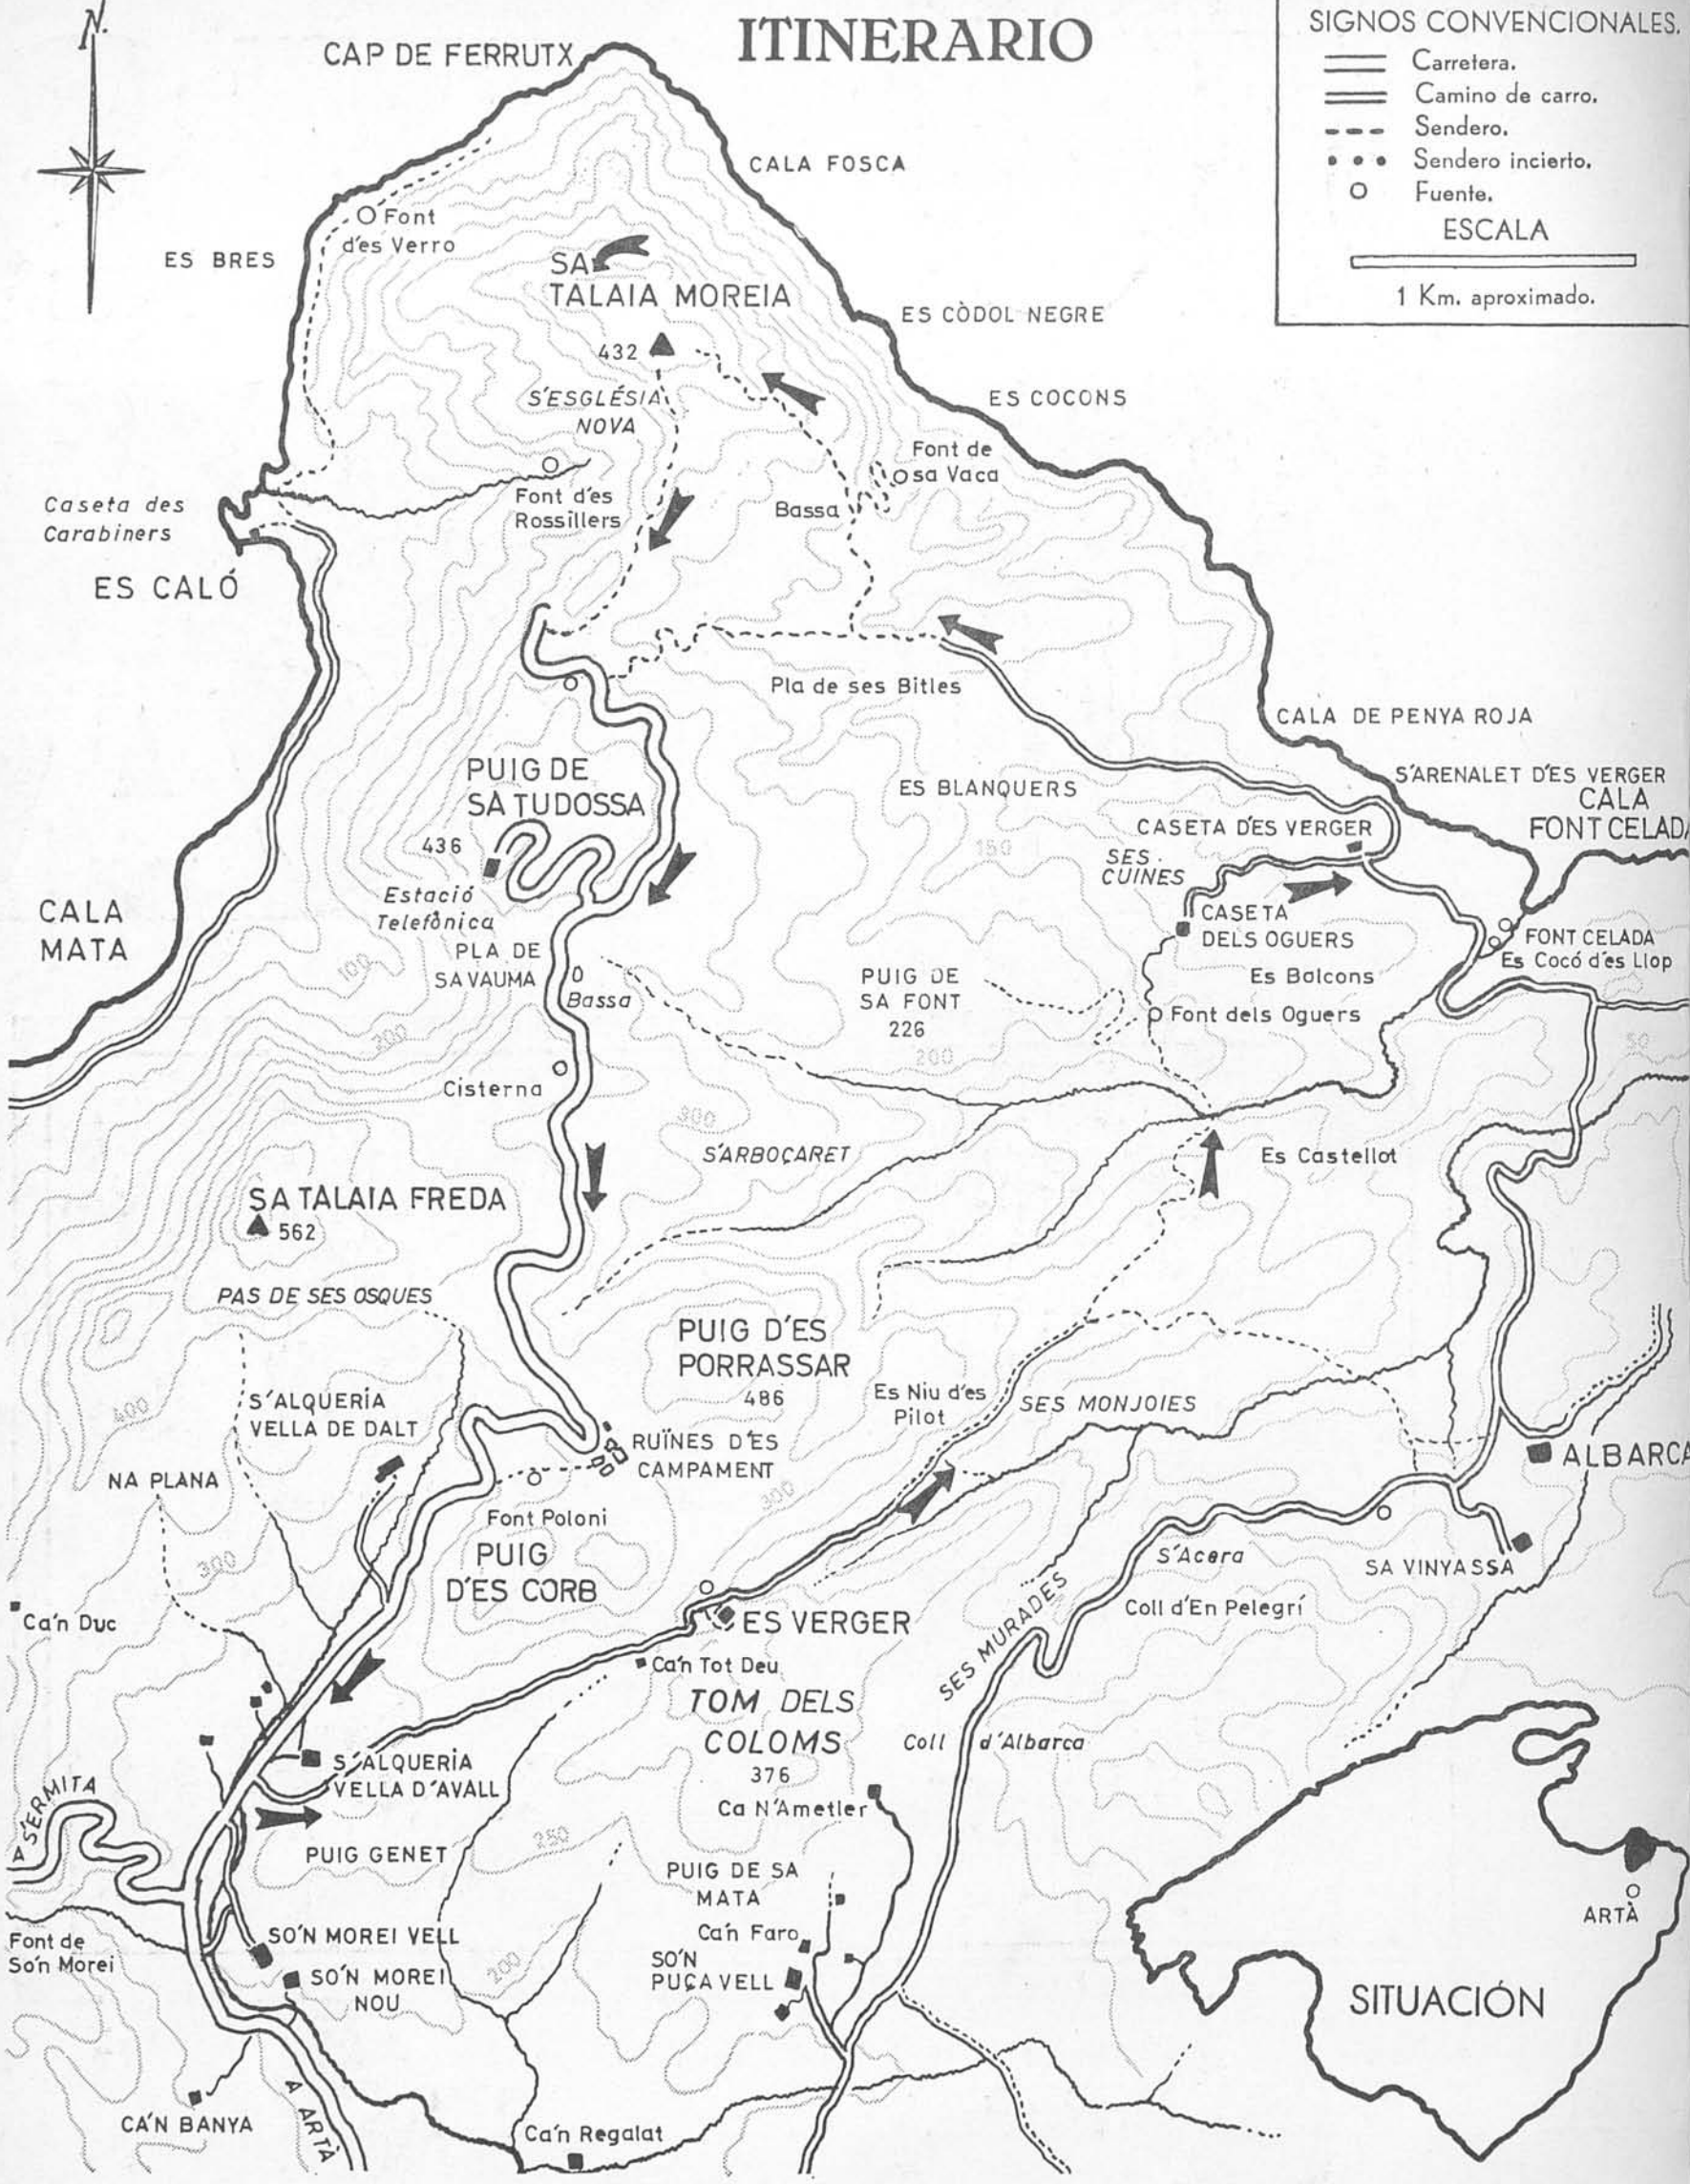 N.
ITINERARIO
SIGNOS CONVENCIONALES.
Carretera.
Camino de carro.
Sendero.
Sendero incierto.
Fuente.
ESCALA
1 Km. aproximado.
CAP DE FERRUTX
CALA FOSCA
Font
d'es Verro
ES BRES
SA
TALAIA MOREIA
432
ES CÒDOL NEGRE
S'ESGLÉSIA
NOVA
ES COCONS
Font de
sa Vaca
Caseta des
Carabiners
Font d'es
Rossillers
Bassa
ES CALÓ
Pla de ses Bitles
CALA DE PENYA ROJA
PUIG DE
SA TUDOSSA
436
ES BLANQUERS
S'ARENALET D'ES VERGER
CALA
FONT CELADA
CASETA D'ES VERGER
150
SES
CUINES
Estació
Telefònica
CALA
MATA
CASETA
DELS OGUERS
FONT CELADA
Es Cocó d'es Llop
PLA DE
SA VAUMA
100
Bassa
PUIG DE
SA FONT
226
Es Balcons
Font dels Oguers
200
200
50
Cisterna
300
S'ARBOÇARET
Es Castellot
SA TALAIA FREDA
562
PAS DE SES OSQUES
PUIG D'ES
PORRASSAR
486
400
S'ALQUERÍA
VELLA DE DALT
Es Niu d'es
Pilot
SES MONJOIES
RUÏNES D'ES
CAMPAMENT
ALBARCA
NA PLANA
300
Font Poloni
PUIG
D'ES CORB
300
S'Acera
SA VINYASSA
Ca'n Duc
ES VERGER
Coll d'En Pelegrí
SES MURADES
Ca'n Tot Deu
TOM DELS
COLOMS
376
Coll d'Albarca
S'ALQUERÍA
VELLA D'AVALL
Ca N'Ametler
A S'ERMITA
PUIG GENET
250
PUIG DE SA
MATA
ARTÀ
Font de
So'n Morei
SO'N MOREI VELL
Ca'n Faro
SO'N
PUÇA VELL
SO'N MOREI
NOU
200
SITUACIÓN
CA'N BANYA
A ARTÀ
Ca'n Regalat